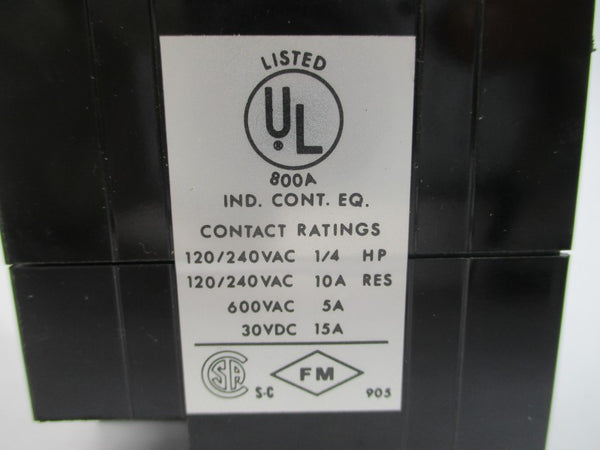 LISTED
UL
800A
IND. CONT. EQ.
CONTACT RATINGS
120/240VAC 1/4 HP
120/240VAC 10A RES
600VAC 5A
30VDC 15A
SA S-C FM 905